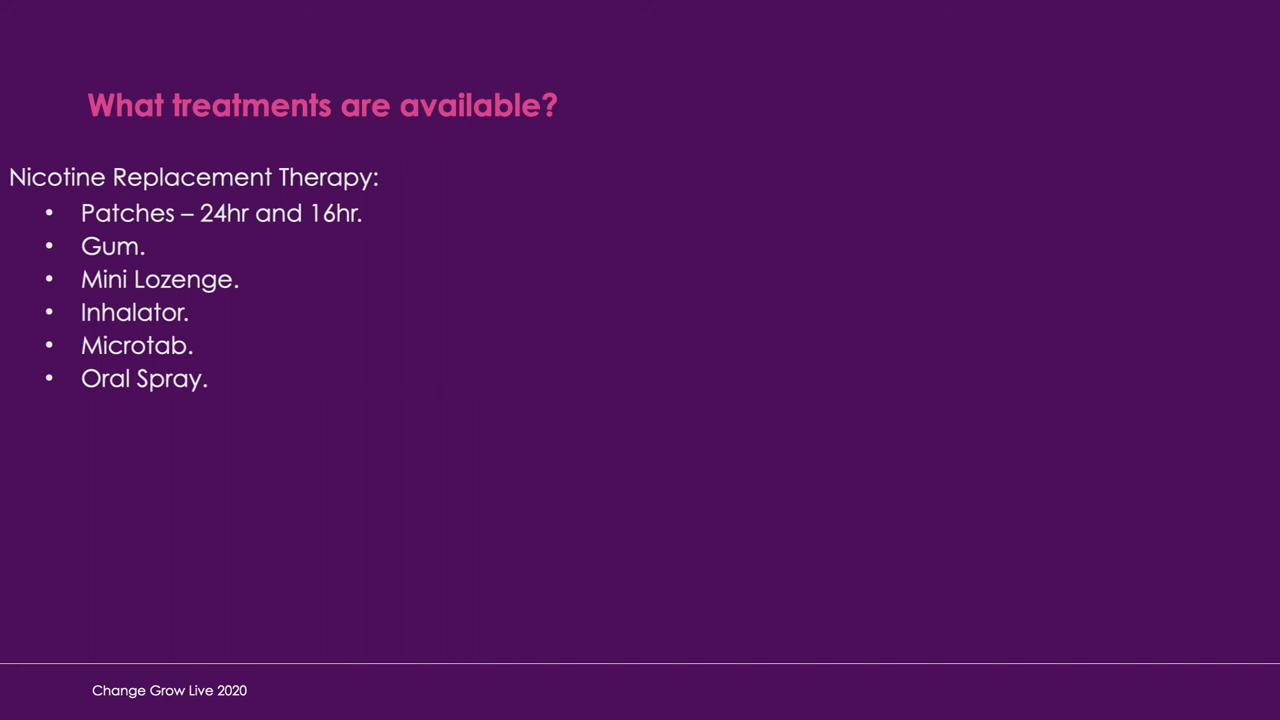 What treatments are available?
Nicotine Replacement Therapy:
• Patches – 24hr and 16hr.
• Gum.
• Mini Lozenge.
• Inhalator.
• Microtab.
• Oral Spray.
Change Grow Live 2020